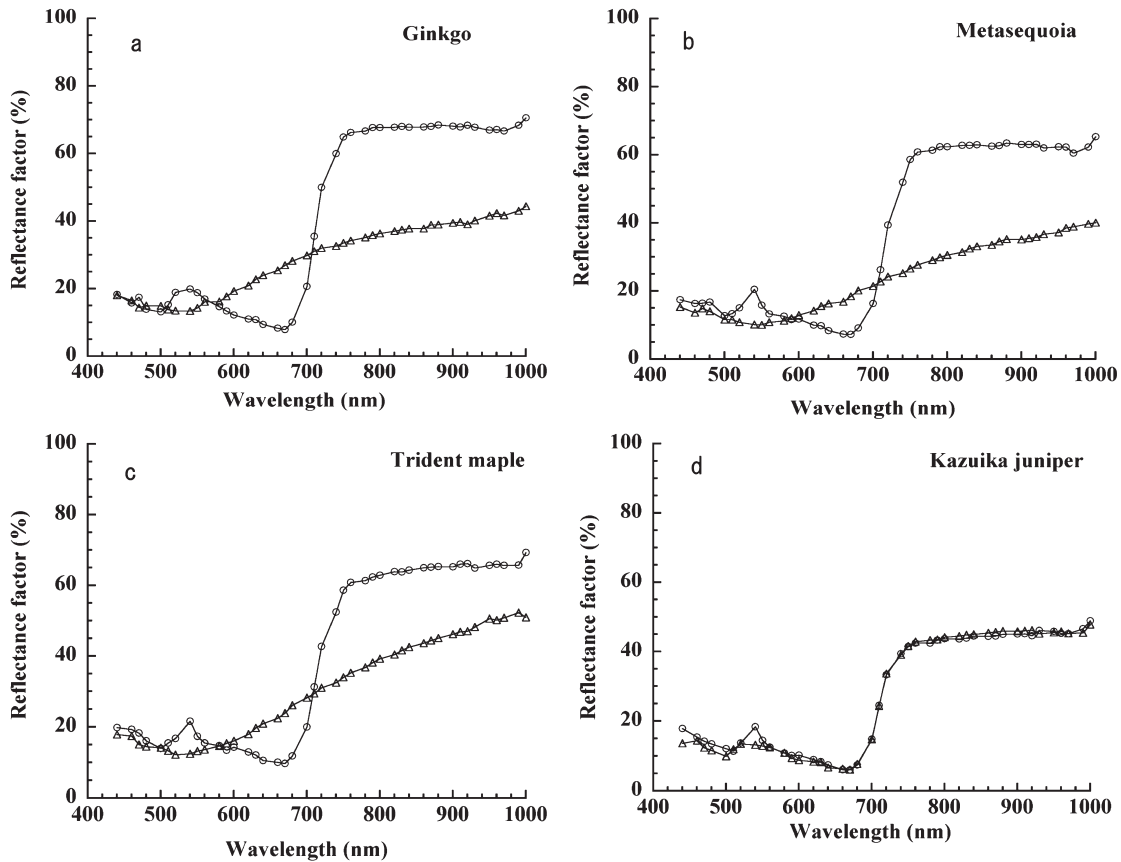 a
Ginkgo
100
80
60
40
20
0
Reflectance factor (%)
400 500 600 700 800 900 1000
Wavelength (nm)
b
Metasequoia
100
80
60
40
20
0
Reflectance factor (%)
400 500 600 700 800 900 1000
Wavelength (nm)
c
Trident maple
100
80
60
40
20
0
Reflectance factor (%)
400 500 600 700 800 900 1000
Wavelength (nm)
d
Kazuika juniper
100
80
60
40
20
0
Reflectance factor (%)
400 500 600 700 800 900 1000
Wavelength (nm)